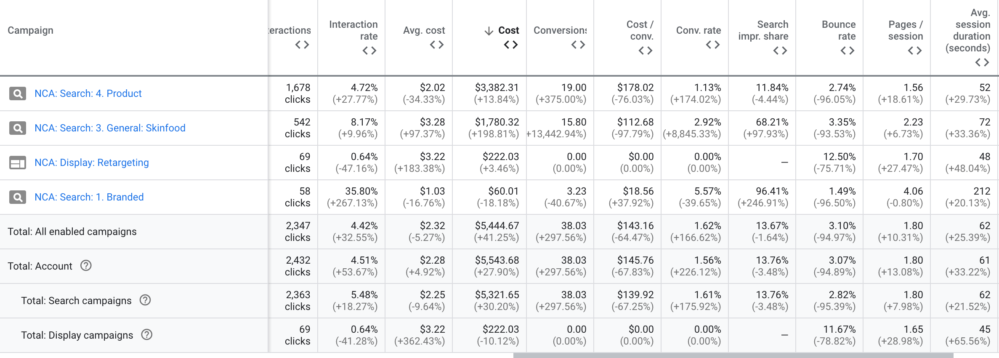 Campaign
teractions
Interaction
rate
Avg. cost
Cost
Conversions
Cost /
conv.
Conv. rate
Search
impr. share
Bounce
rate
Pages /
session
Avg.
session
duration
(seconds)
NCA: Search: 4. Product
1,678 4.72% $2.02 $3,382.31 19.00 $178.02 1.13% 11.84% 2.74% 1.56 52
clicks (+27.77%) (-34.33%) (+13.84%) (+375.00%) (-76.03%) (+174.02%) (-4.44%) (-96.05%) (+18.61%) (+29.73%)
NCA: Search: 3. General: Skinfood
542 8.17% $3.28 $1,780.32 15.80 $112.68 2.92% 68.21% 3.35% 2.23 72
clicks (+9.96%) (+97.37%) (+198.81%) +13,442.94%) (-97.79%) (+8,845.33%) (+97.93%) (-93.53%) (+6.73%) (+33.36%)
NCA: Display: Retargeting
69 0.64% $3.22 $222.03 0.00 $0.00 0.00% — 12.50% 1.70 48
clicks (-47.16%) (+183.38%) (+3.46%) (0.00%) (0.00%) (0.00%) (-75.71%) (+27.47%) (+48.04%)
NCA: Search: 1. Branded
58 35.80% $1.03 $60.01 3.23 $18.56 5.57% 96.41% 1.49% 4.06 212
clicks (+267.13%) (-16.76%) (-18.18%) (-40.67%) (+37.92%) (-39.65%) (+246.91%) (-96.50%) (-0.80%) (+20.13%)
Total: All enabled campaigns
2,347 4.42% $2.32 $5,444.67 38.03 $143.16 1.62% 13.67% 3.10% 1.80 62
clicks (+32.55%) (-5.27%) (+41.25%) (+297.56%) (-64.47%) (+166.62%) (-1.64%) (-94.97%) (+10.31%) (+25.39%)
Total: Account
2,432 4.51% $2.28 $5,543.68 38.03 $145.76 1.56% 13.76% 3.07% 1.80 61
clicks (+53.67%) (+4.92%) (+27.90%) (+297.56%) (-67.83%) (+226.12%) (-3.48%) (-94.89%) (+13.08%) (+33.22%)
Total: Search campaigns
2,363 5.48% $2.25 $5,321.65 38.03 $139.92 1.61% 13.76% 2.82% 1.80 62
clicks (+18.27%) (-9.64%) (+30.20%) (+297.56%) (-67.25%) (+175.92%) (-3.48%) (-95.39%) (+7.98%) (+21.52%)
Total: Display campaigns
69 0.64% $3.22 $222.03 0.00 $0.00 0.00% — 11.67% 1.65 45
clicks (-41.28%) (+362.43%) (-10.12%) (0.00%) (0.00%) (0.00%) (-78.82%) (+28.98%) (+65.56%)